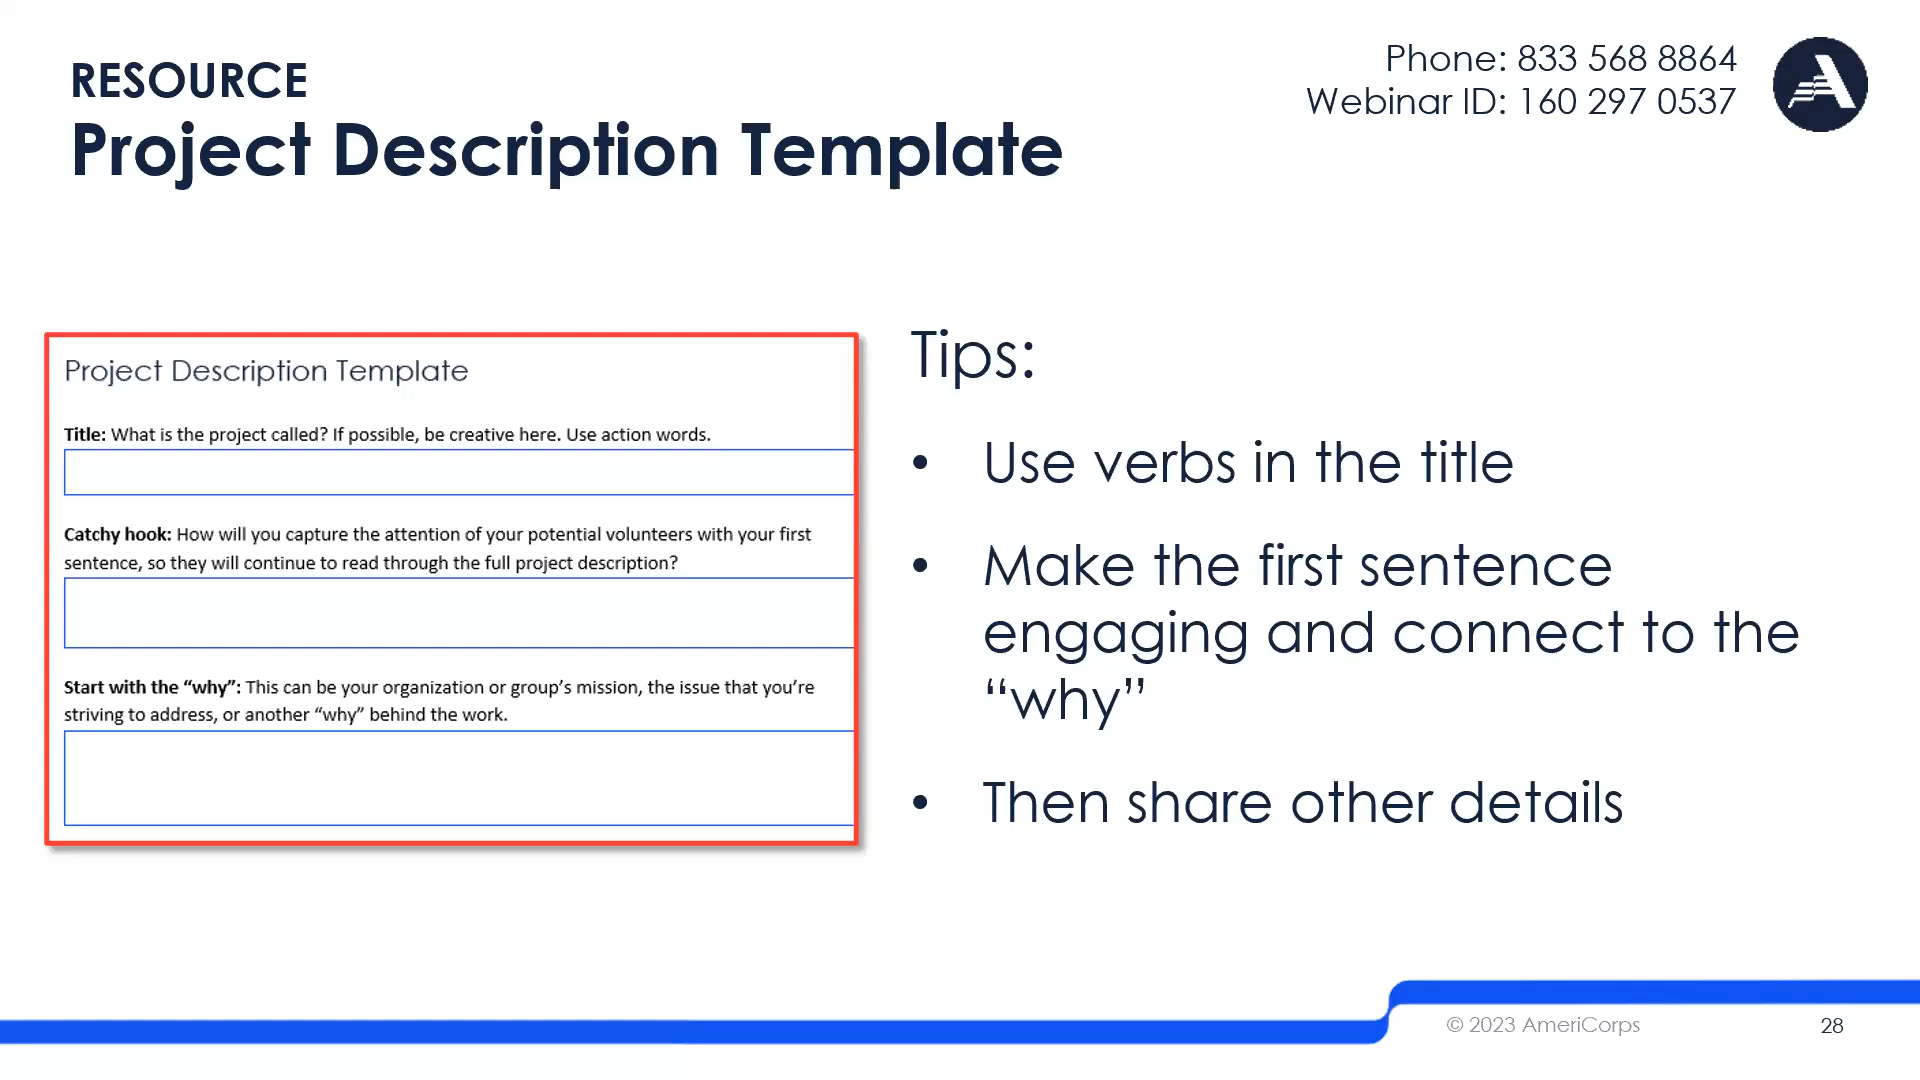 RESOURCE
Project Description Template
Phone: 833 568 8864
Webinar ID: 160 297 0537
Project Description Template
Title: What is the project called? If possible, be creative here. Use action words.
Catchy hook: How will you capture the attention of your potential volunteers with your first
sentence, so they will continue to read through the full project description?
Start with the “why”: This can be your organization or group’s mission, the issue that you’re
striving to address, or another “why” behind the work.
Tips:
• Use verbs in the title
• Make the first sentence
engaging and connect to the
“why”
• Then share other details
© 2023 AmeriCorps
28